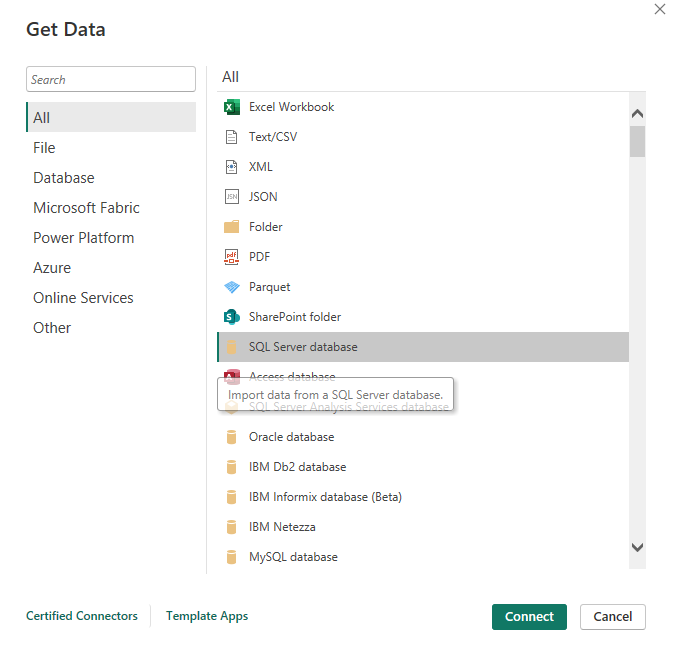 Get Data
Search
All
File
Database
Microsoft Fabric
Power Platform
Azure
Online Services
Other
All
Excel Workbook
Text/CSV
XML
JSON
Folder
PDF
Parquet
SharePoint folder
SQL Server database
Access database
Import data from a SQL Server database.
SQL Server Analysis Services database
Oracle database
IBM Db2 database
IBM Informix database (Beta)
IBM Netezza
MySQL database
Certified Connectors
Template Apps
Connect
Cancel